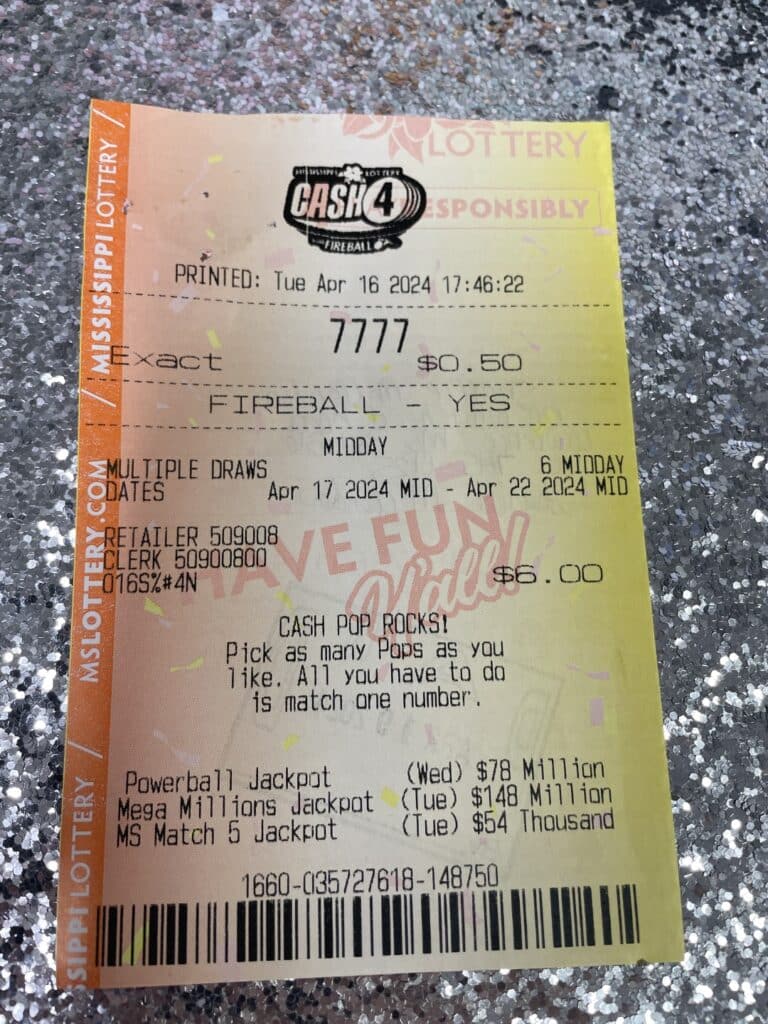 LOTTERY
MISSISSIPPI LOTTERY
CASH 4
FIREBALL
RESPONSIBLY
PRINTED: Tue Apr 16 2024 17:46:22
7777
Exact $0.50
FIREBALL - YES
MIDDAY
MULTIPLE DRAWS 6 MIDDAY
DATES Apr 17 2024 MID - Apr 22 2024 MID
RETAILER 509008
CLERK 50900800
016S%#4N
$6.00
HAVE FUN
Y'all!
CASH POP ROCKS!
Pick as many Pops as you
like. All you have to do
is match one number.
Powerball Jackpot (Wed) $78 Million
Mega Millions Jackpot (Tue) $148 Million
MS Match 5 Jackpot (Tue) $54 Thousand
1660-035727618-148750
SIPPI LOTTERY / MSLOTTERY.COM / MISSISSIPPI LOTTERY /